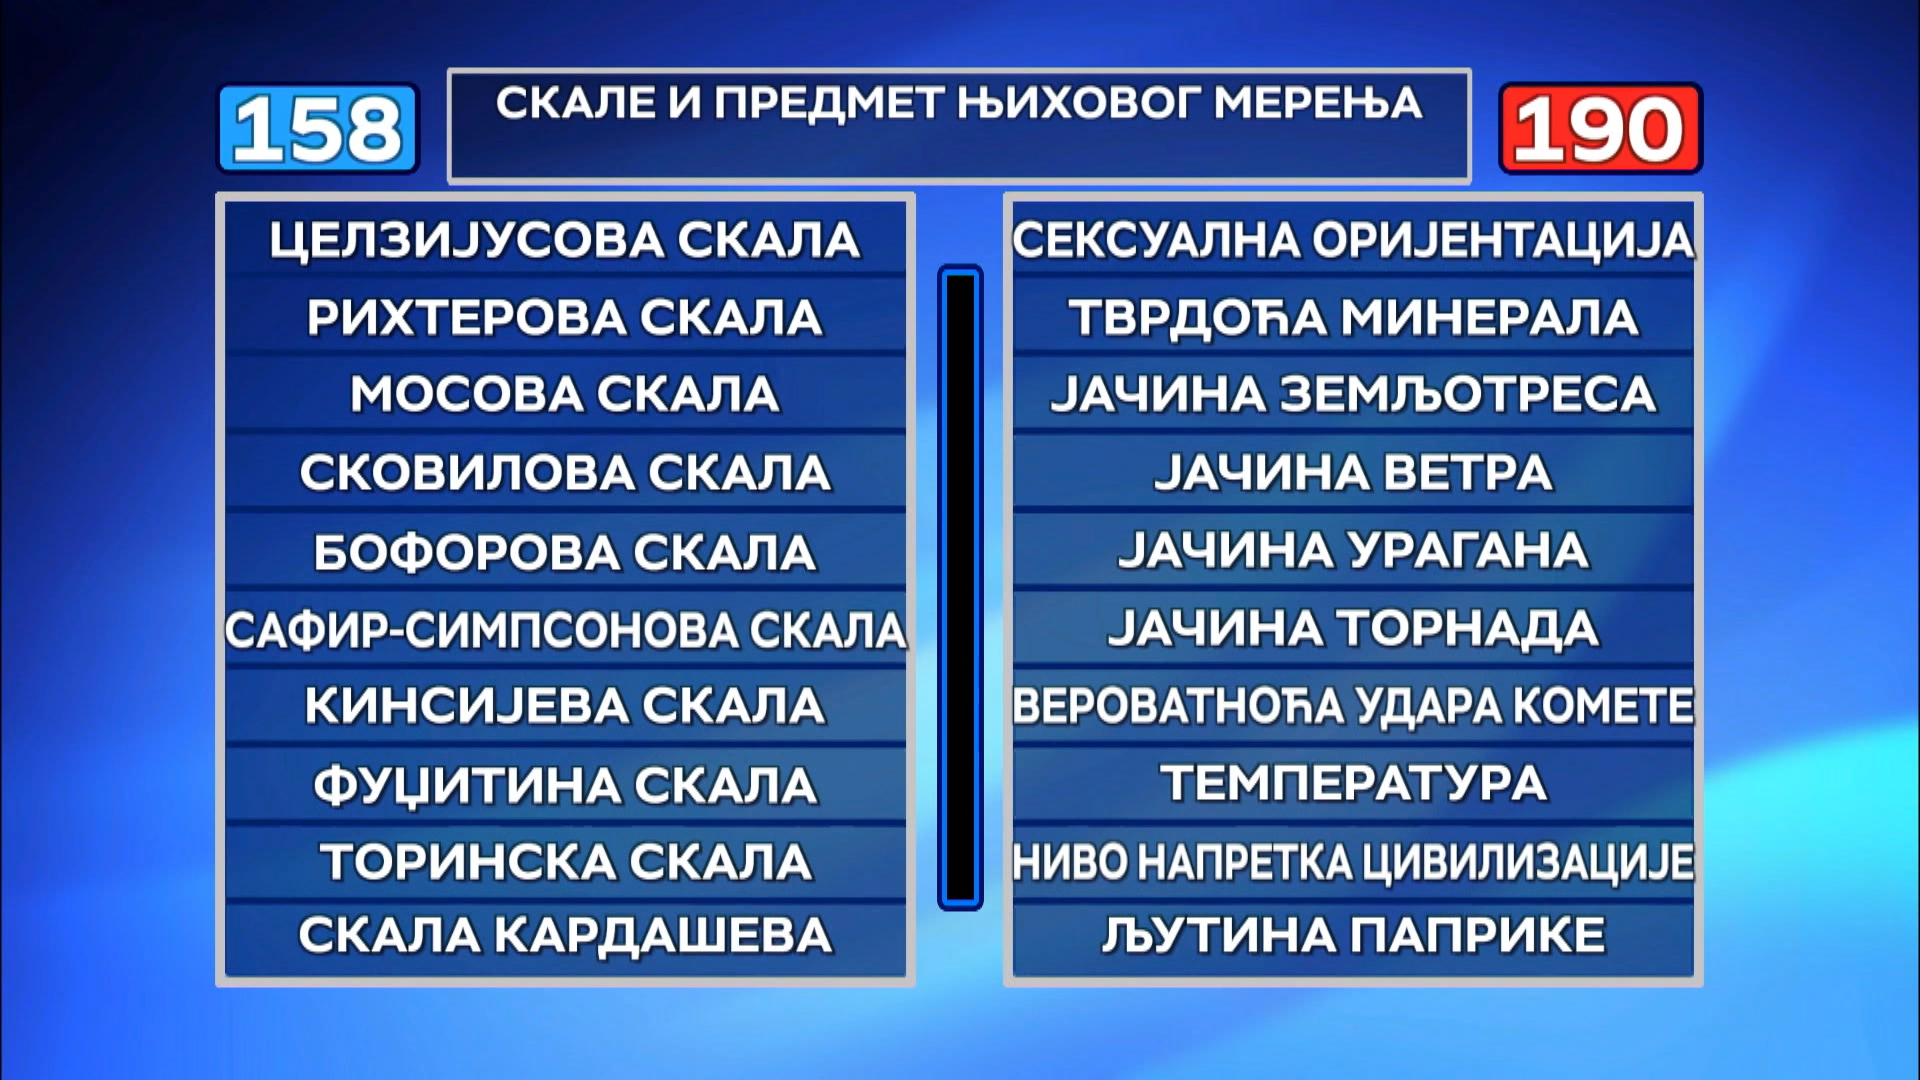 158
СКАЛЕ И ПРЕДМЕТ ЊИХОВОГ МЕРЕЊА
190
ЦЕЛЗИЈУСОВА СКАЛА
РИХТЕРОВА СКАЛА
МОСОВА СКАЛА
СКОВИЛОВА СКАЛА
БОФОРОВА СКАЛА
САФИР-СИМПСОНОВА СКАЛА
КИНСИЈЕВА СКАЛА
ФУЏИТИНА СКАЛА
ТОРИНСКА СКАЛА
СКАЛА КАРДАШЕВА
СЕКСУАЛНА ОРИЈЕНТАЦИЈА
ТВРДОЋА МИНЕРАЛА
ЈАЧИНА ЗЕМЉОТРЕСА
ЈАЧИНА ВЕТРА
ЈАЧИНА УРАГАНА
ЈАЧИНА ТОРНАДА
ВЕРОВАТНОЋА УДАРА КОМЕТЕ
ТЕМПЕРАТУРА
НИВО НАПРЕТКА ЦИВИЛИЗАЦИЈЕ
ЉУТИНА ПАПРИКЕ